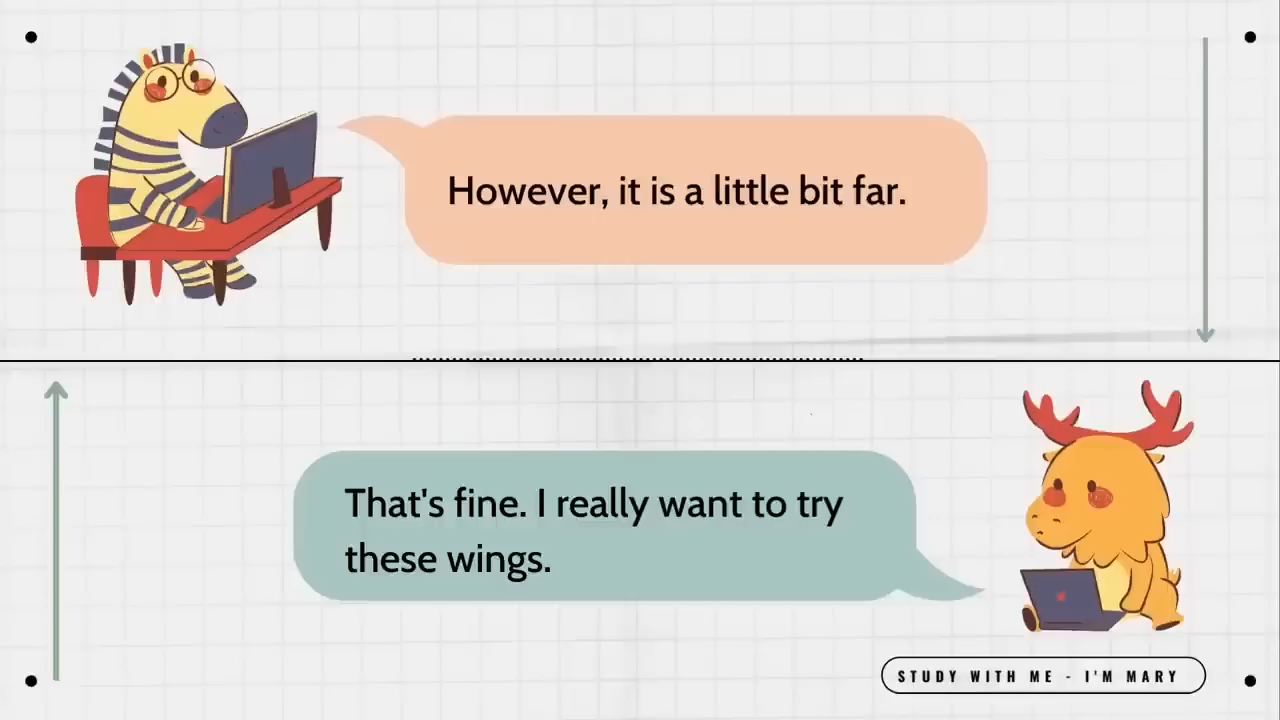 However, it is a little bit far.
That's fine. I really want to try
these wings.
STUDY WITH ME - I'M MARY